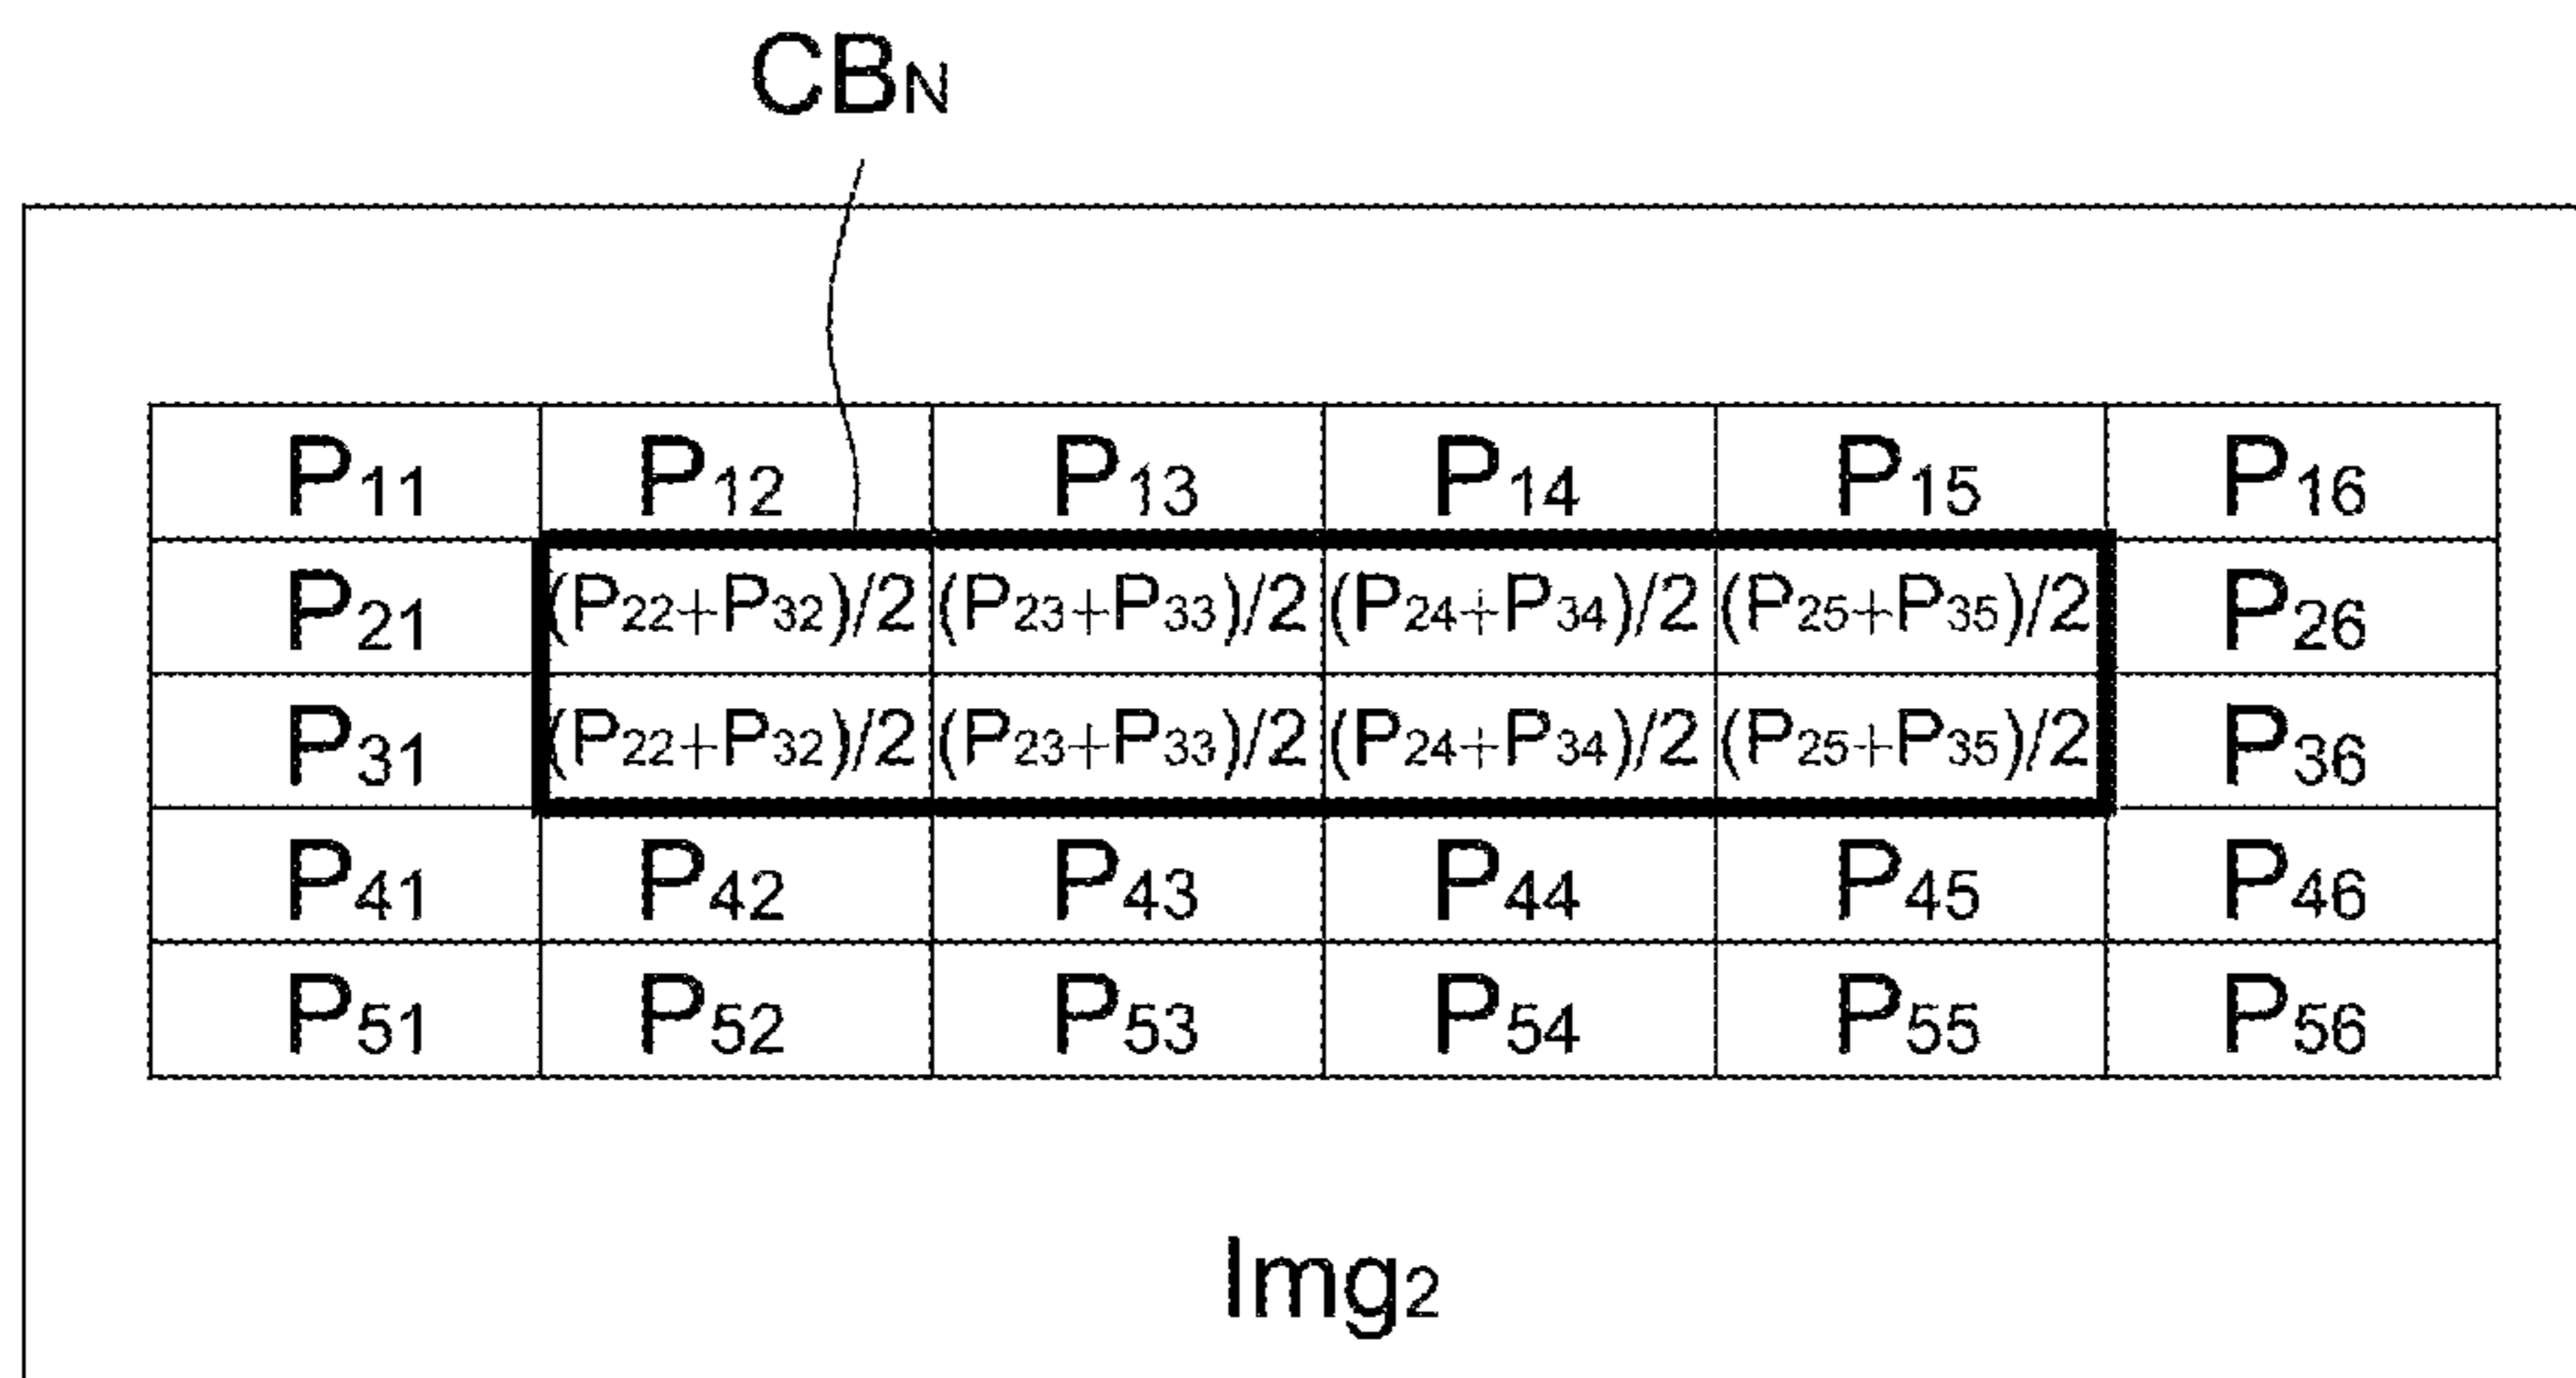 CBN
P11 P12 P13 P14 P15 P16
P21 (P22+P32)/2 (P23+P33)/2 (P24+P34)/2 (P25+P35)/2 P26
P31 (P22+P32)/2 (P23+P33)/2 (P24+P34)/2 (P25+P35)/2 P36
P41 P42 P43 P44 P45 P46
P51 P52 P53 P54 P55 P56
Img2